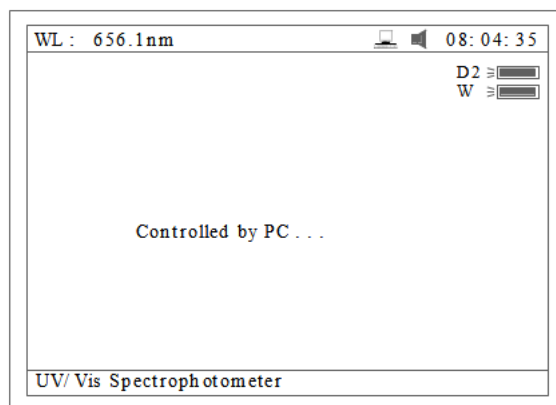 WL: 656.1nm 08:04:35
D2
W
Controlled by PC...
UV/Vis Spectrophotometer